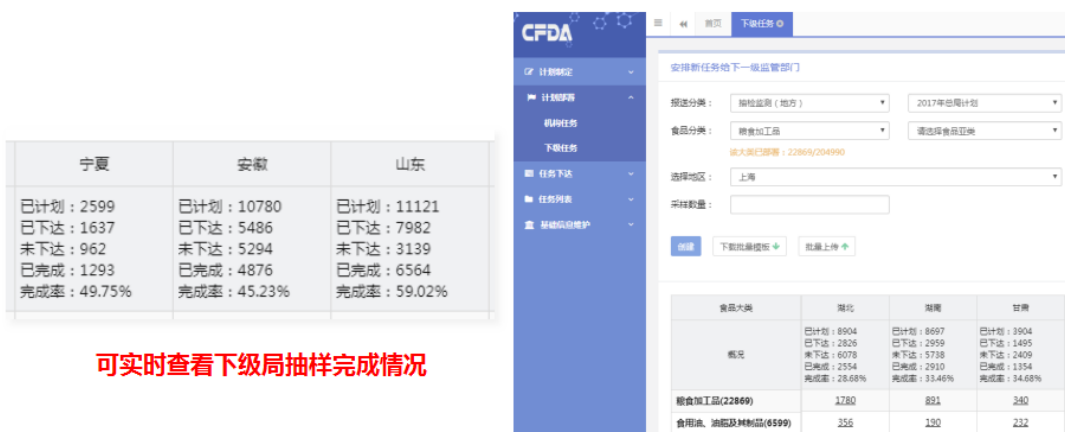 宁夏 安徽 山东
已计划：2599 已计划：10780 已计划：11121
已下达：1637 已下达：5486 已下达：7982
未下达：962 未下达：5294 未下达：3139
已完成：1293 已完成：4876 已完成：6564
完成率：49.75% 完成率：45.23% 完成率：59.02%
可实时查看下级局抽样完成情况
CFDA
计划制定
计划部署
机构任务
下级任务
任务下达
任务列表
基础信息维护
首页 下级任务
安排新任务给下一级监管部门
报送分类： 抽检监测（地方） 2017年总局计划
食品分类： 粮食加工品 请选择食品亚类
该大类已部署：22869/204990
选择地区： 上海
采样数量：
创建 下载批量模板 批量上传
食品大类 湖北 湖南 甘肃
概况
已计划：8904 已计划：8697 已计划：3904
已下达：2826 已下达：2959 已下达：1495
未下达：6078 未下达：5738 未下达：2409
已完成：2554 已完成：2910 已完成：1354
完成率：28.68% 完成率：33.46% 完成率：34.68%
粮食加工品(22869) 1780 891 340
食用油、油脂及其制品(6599) 356 190 232